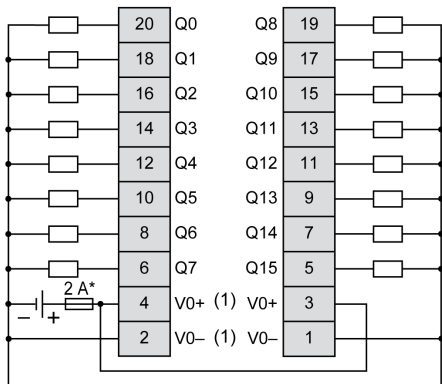 20 Q0 Q8 19
18 Q1 Q9 17
16 Q2 Q10 15
14 Q3 Q11 13
12 Q4 Q12 11
10 Q5 Q13 9
8 Q6 Q14 7
6 Q7 Q15 5
2 A*
− + 4 V0+ (1) V0+ 3
2 V0– (1) V0– 1